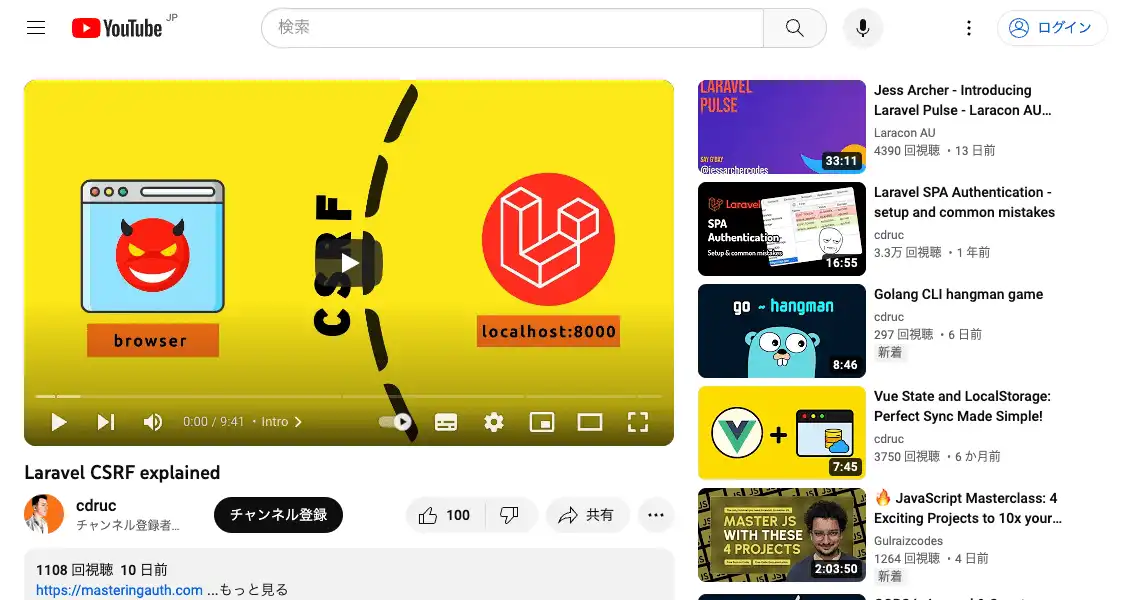 YouTube JP
検索
ログイン
CSRF
browser
localhost:8000
0:00 / 9:41 • Intro
Laravel CSRF explained
cdruc
チャンネル登録者...
チャンネル登録
100
共有
1108 回視聴 10 日前
https://masteringauth.com ...もっと見る
LARAVEL
PULSE
SAY G'DAY
@jessarchercodes
33:11
Jess Archer - Introducing
Laravel Pulse - Laracon AU…
Laracon AU
4390 回視聴 • 13 日前
Laravel
SPA
Authentication
Setup & common mistakes
16:55
Laravel SPA Authentication -
setup and common mistakes
cdruc
3.3万 回視聴 • 1 年前
go ~ hangman
8:46
Golang CLI hangman game
cdruc
297 回視聴 • 6 日前
新着
7:45
Vue State and LocalStorage:
Perfect Sync Made Simple!
cdruc
3750 回視聴 • 6 か月前
MASTER JS
WITH THESE
4 PROJECTS
2:03:50
🔥 JavaScript Masterclass: 4
Exciting Projects to 10x your…
Gulraizcodes
1264 回視聴 • 4 日前
新着